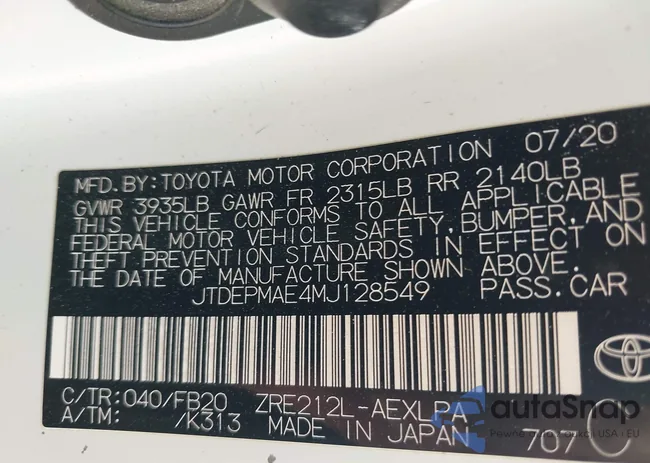 07/20
MFD. BY: TOYOTA MOTOR CORPORATION
GVWR 3935LB GAWR FR 2315LB RR 2140LB
THIS VEHICLE CONFORMS TO ALL APPLICABLE
FEDERAL MOTOR VEHICLE SAFETY, BUMPER, AND
THEFT PREVENTION STANDARDS IN EFFECT ON
THE DATE OF MANUFACTURE SHOWN ABOVE.
JTDEPMAE4MJ128549 PASS.CAR
C/TR: 040/FB20 ZRE212L-AEXLPA
A/TM: /K313 MADE IN JAPAN 707
autoSnap
USA i EU